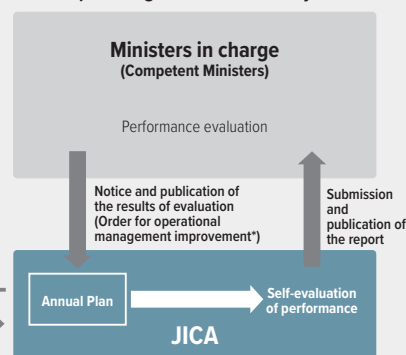 Ministers in charge
(Competent Ministers)
Performance evaluation
Notice and publication of
the results of evaluation
(Order for operational
management improvement*)
Submission
and
publication of
the report
Annual Plan
Self-evaluation
of performance
JICA